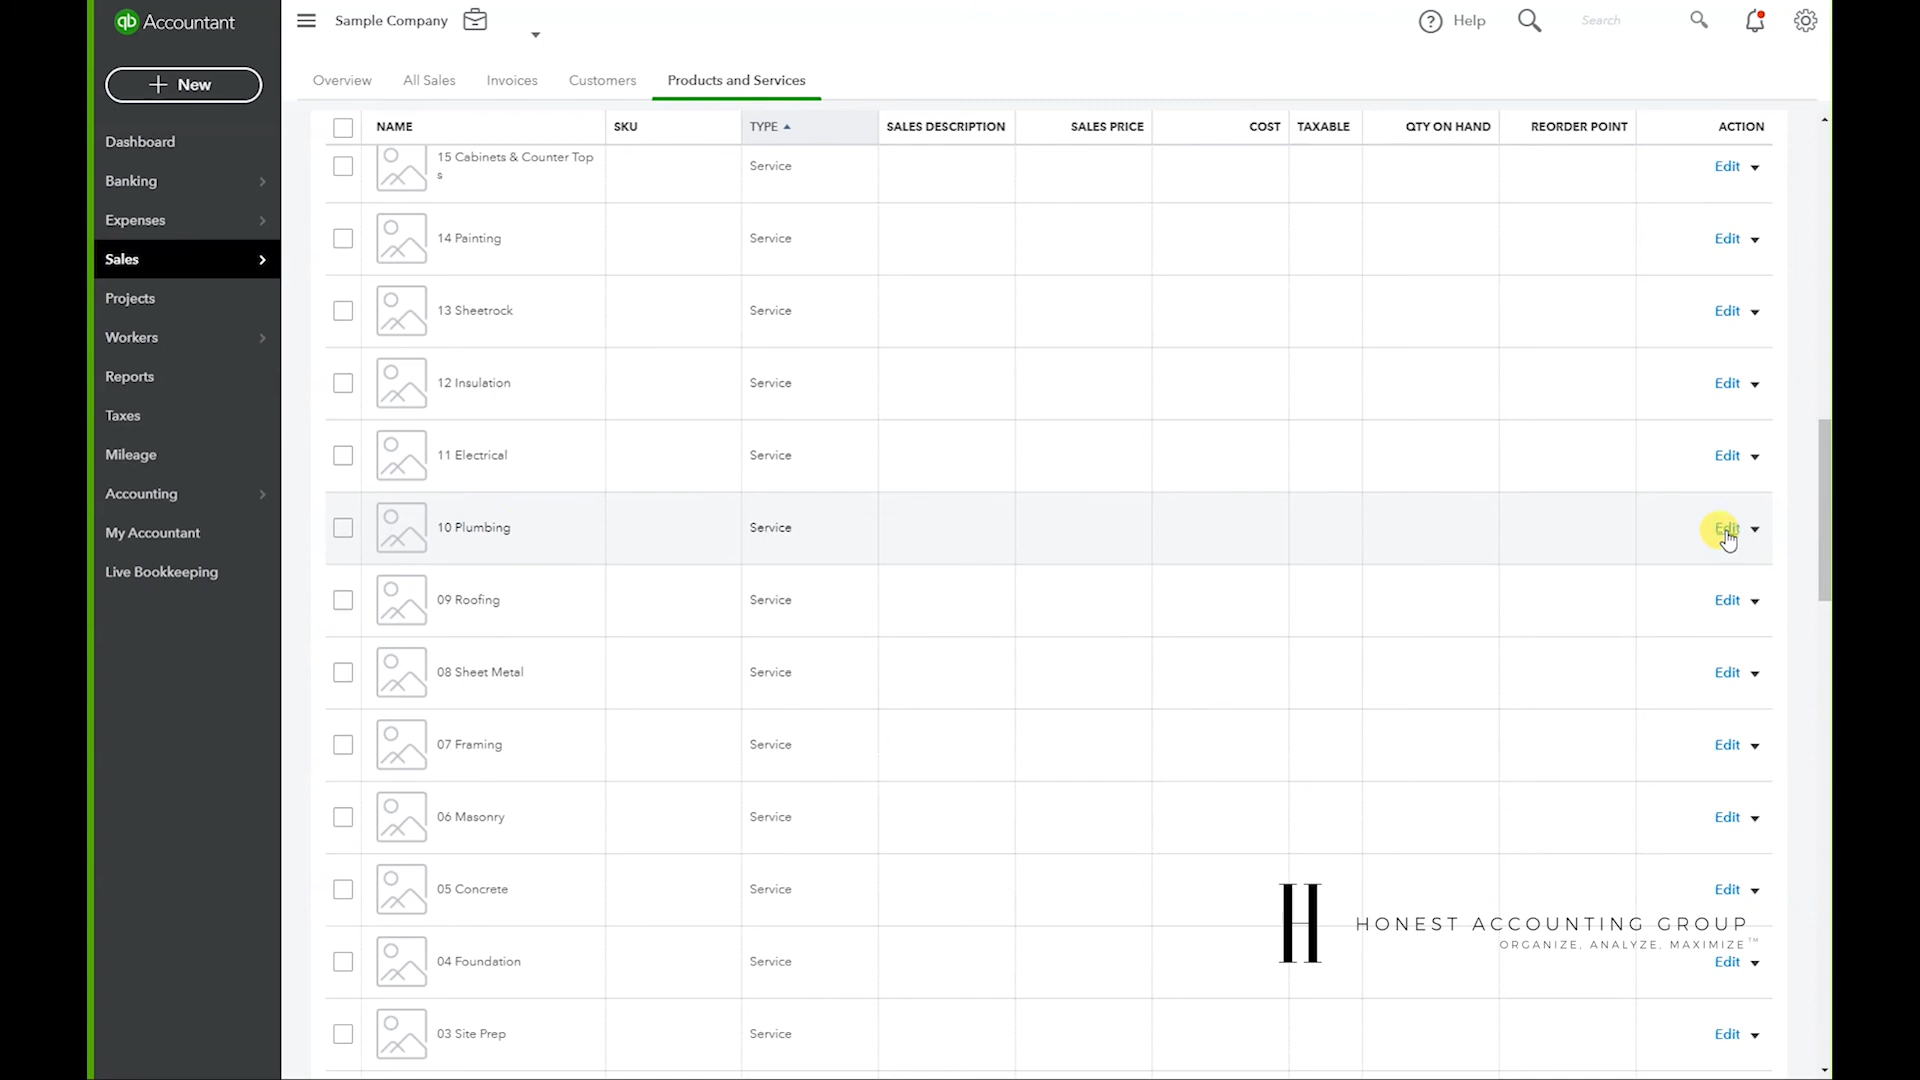 qb Accountant
Sample Company
Help
Search
New
Overview
All Sales
Invoices
Customers
Products and Services
Dashboard
Banking
Expenses
Sales
Projects
Workers
Reports
Taxes
Mileage
Accounting
My Accountant
Live Bookkeeping
NAME SKU TYPE SALES DESCRIPTION SALES PRICE COST TAXABLE QTY ON HAND REORDER POINT ACTION
15 Cabinets & Counter Top
s
Service Edit
14 Painting Service Edit
13 Sheetrock Service Edit
12 Insulation Service Edit
11 Electrical Service Edit
10 Plumbing Service Edit
09 Roofing Service Edit
08 Sheet Metal Service Edit
07 Framing Service Edit
06 Masonry Service Edit
05 Concrete Service Edit
HONEST ACCOUNTING GROUP
ORGANIZE, ANALYZE, MAXIMIZE™
04 Foundation Service Edit
03 Site Prep Service Edit